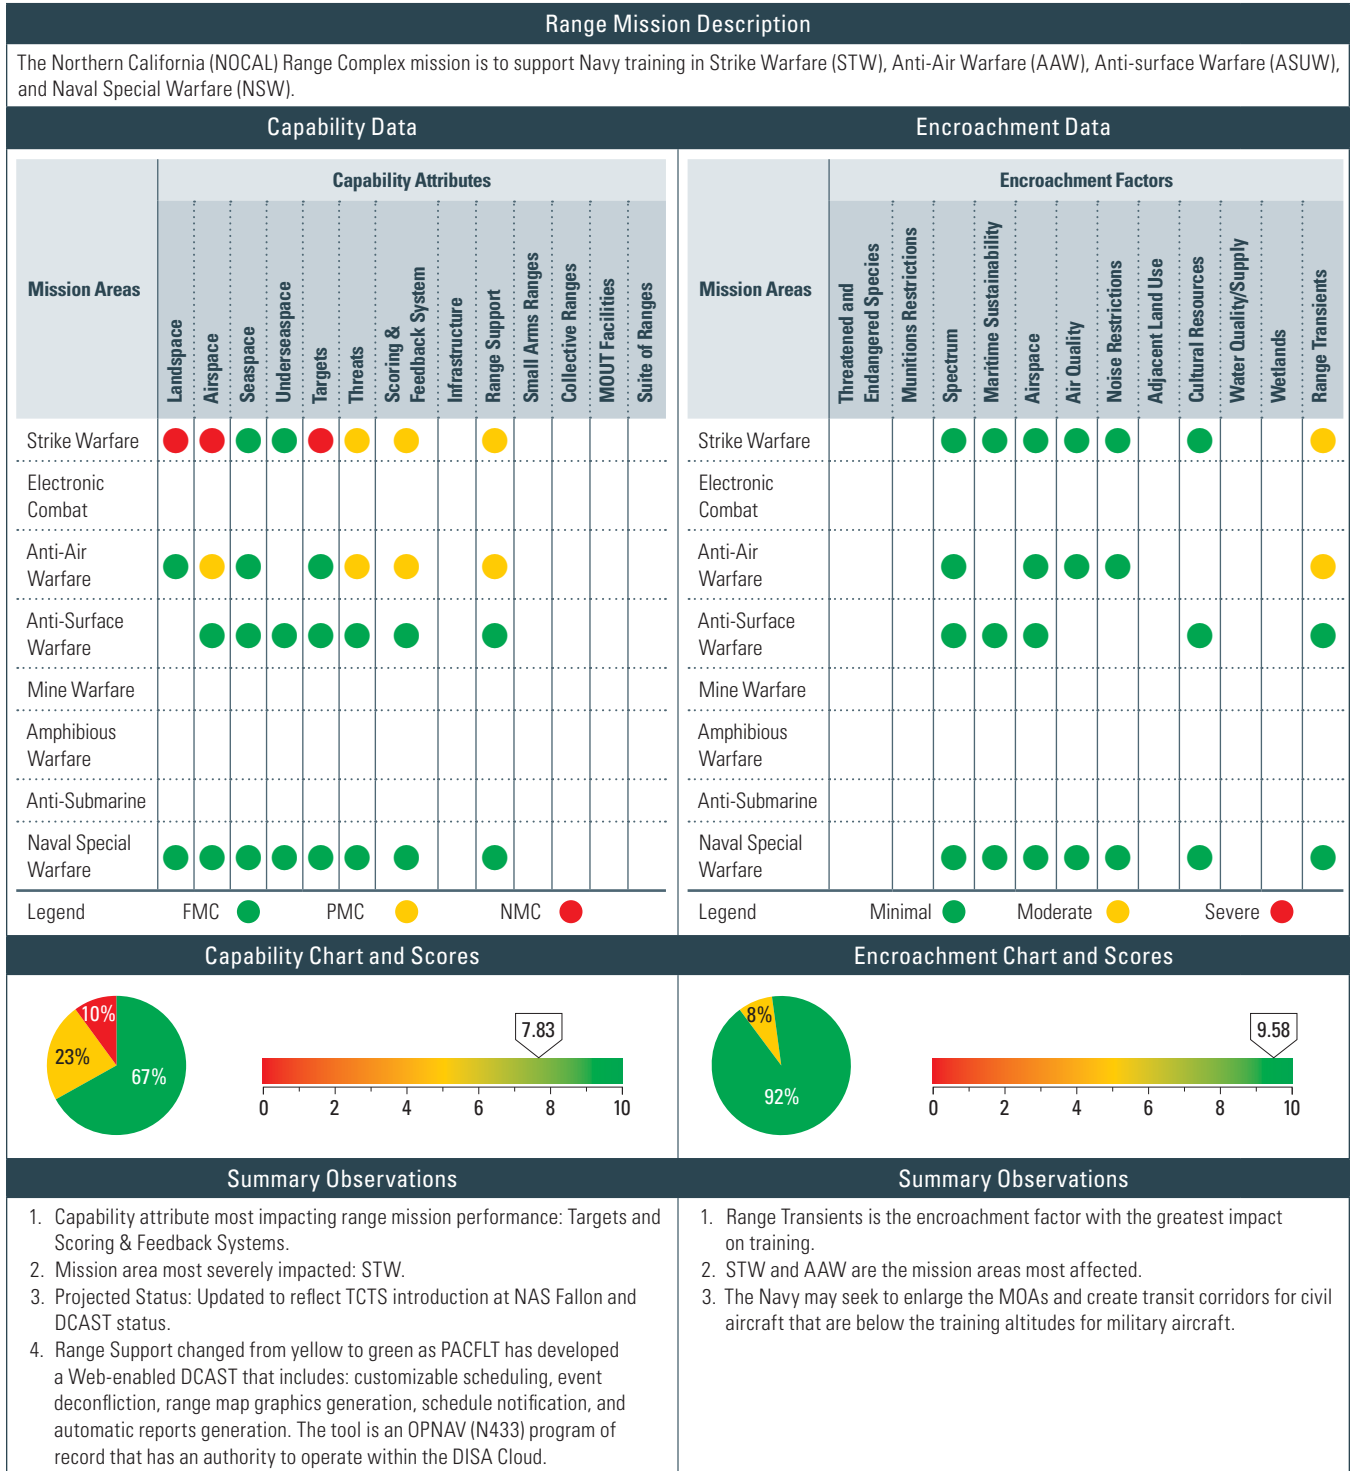 Range Mission Description
The Northern California (NOCAL) Range Complex mission is to support Navy training in Strike Warfare (STW), Anti-Air Warfare (AAW), Anti-surface Warfare (ASUW),
and Naval Special Warfare (NSW).
Capability Data
Mission Areas
Capability Attributes
Landspace
Airspace
Seaspace
Underseaspace
Targets
Threats
Scoring &
Feedback System
Infrastructure
Range Support
Small Arms Ranges
Collective Ranges
MOUT Facilities
Suite of Ranges
Strike Warfare
Electronic
Combat
Anti-Air
Warfare
Anti-Surface
Warfare
Mine Warfare
Amphibious
Warfare
Anti-Submarine
Naval Special
Warfare
Legend FMC PMC NMC
Encroachment Data
Mission Areas
Encroachment Factors
Threatened and
Endangered Species
Munitions Restrictions
Spectrum
Maritime Sustainability
Airspace
Air Quality
Noise Restrictions
Adjacent Land Use
Cultural Resources
Water Quality/Supply
Wetlands
Range Transients
Strike Warfare
Electronic
Combat
Anti-Air
Warfare
Anti-Surface
Warfare
Mine Warfare
Amphibious
Warfare
Anti-Submarine
Naval Special
Warfare
Legend Minimal Moderate Severe
Capability Chart and Scores
10%
23%
67%
7.83
0 2 4 6 8 10
Encroachment Chart and Scores
8%
92%
9.58
0 2 4 6 8 10
Summary Observations
1. Capability attribute most impacting range mission performance: Targets and
Scoring & Feedback Systems.
2. Mission area most severely impacted: STW.
3. Projected Status: Updated to reflect TCTS introduction at NAS Fallon and
DCAST status.
4. Range Support changed from yellow to green as PACFLT has developed
a Web-enabled DCAST that includes: customizable scheduling, event
deconfliction, range map graphics generation, schedule notification, and
automatic reports generation. The tool is an OPNAV (N433) program of
record that has an authority to operate within the DISA Cloud.
Summary Observations
1. Range Transients is the encroachment factor with the greatest impact
on training.
2. STW and AAW are the mission areas most affected.
3. The Navy may seek to enlarge the MOAs and create transit corridors for civil
aircraft that are below the training altitudes for military aircraft.